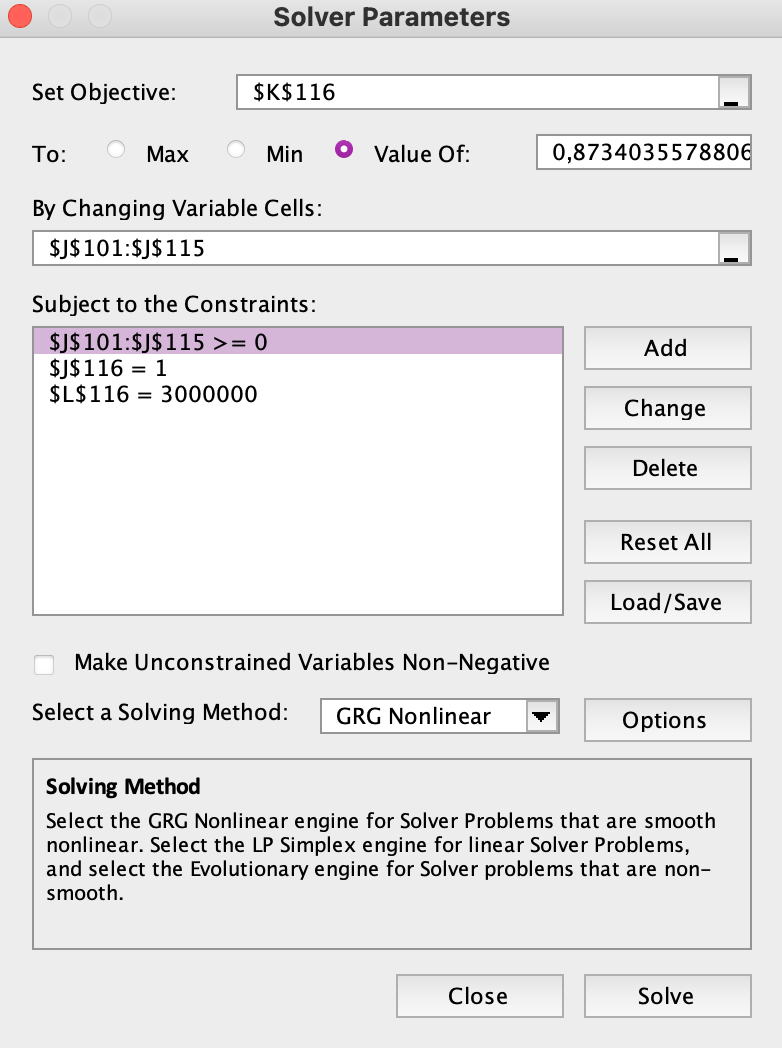 Solver Parameters
Set Objective: $K$116
To: Max Min Value Of: 0,8734035578806
By Changing Variable Cells:
$J$101:$J$115
Subject to the Constraints:
$J$101:$J$115 >= 0
$J$116 = 1
$L$116 = 3000000
Add
Change
Delete
Reset All
Load/Save
Make Unconstrained Variables Non-Negative
Select a Solving Method: GRG Nonlinear Options
Solving Method
Select the GRG Nonlinear engine for Solver Problems that are smooth
nonlinear. Select the LP Simplex engine for linear Solver Problems,
and select the Evolutionary engine for Solver problems that are non-
smooth.
Close Solve